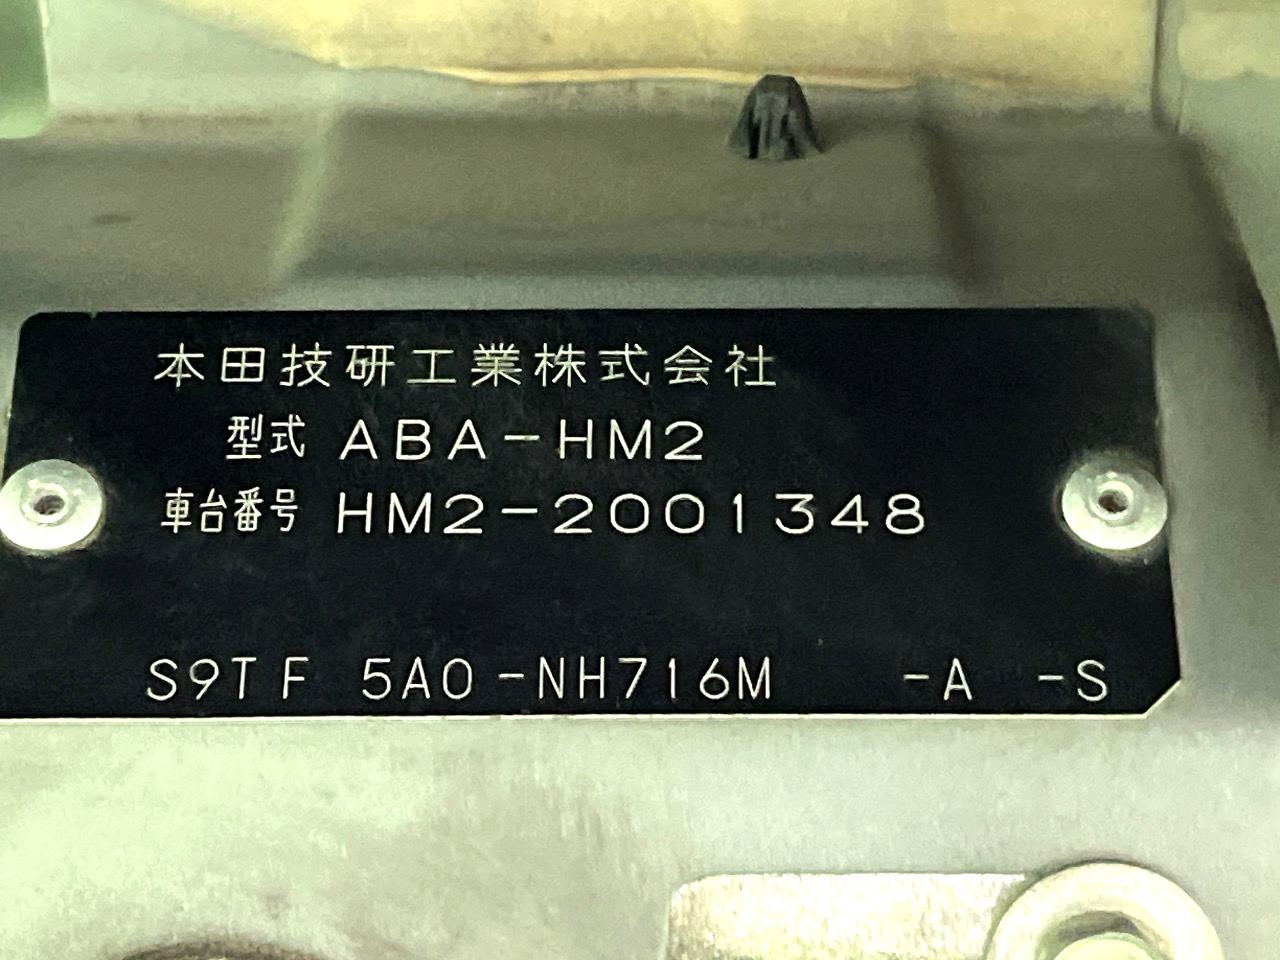 本田技研工業株式会社
型式 ABA-HM2
車台番号 HM2-2001348
S9TF 5A0-NH716M -A -S